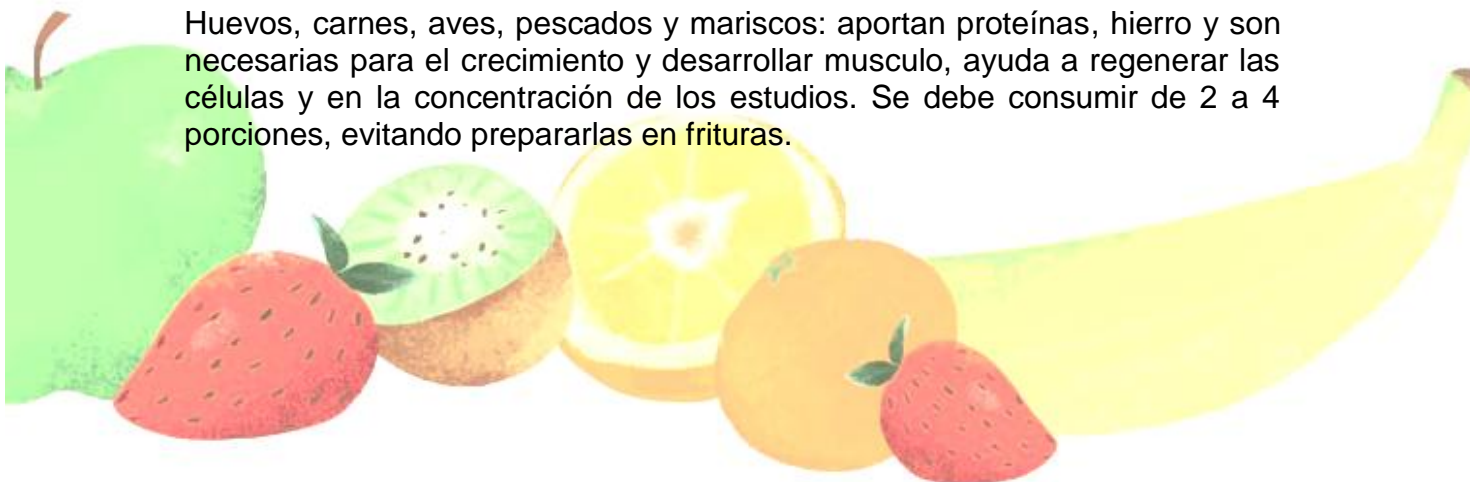 Huevos, carnes, aves, pescados y mariscos: aportan proteínas, hierro y son
necesarias para el crecimiento y desarrollar musculo, ayuda a regenerar las
células y en la concentración de los estudios. Se debe consumir de 2 a 4
porciones, evitando prepararlas en frituras.